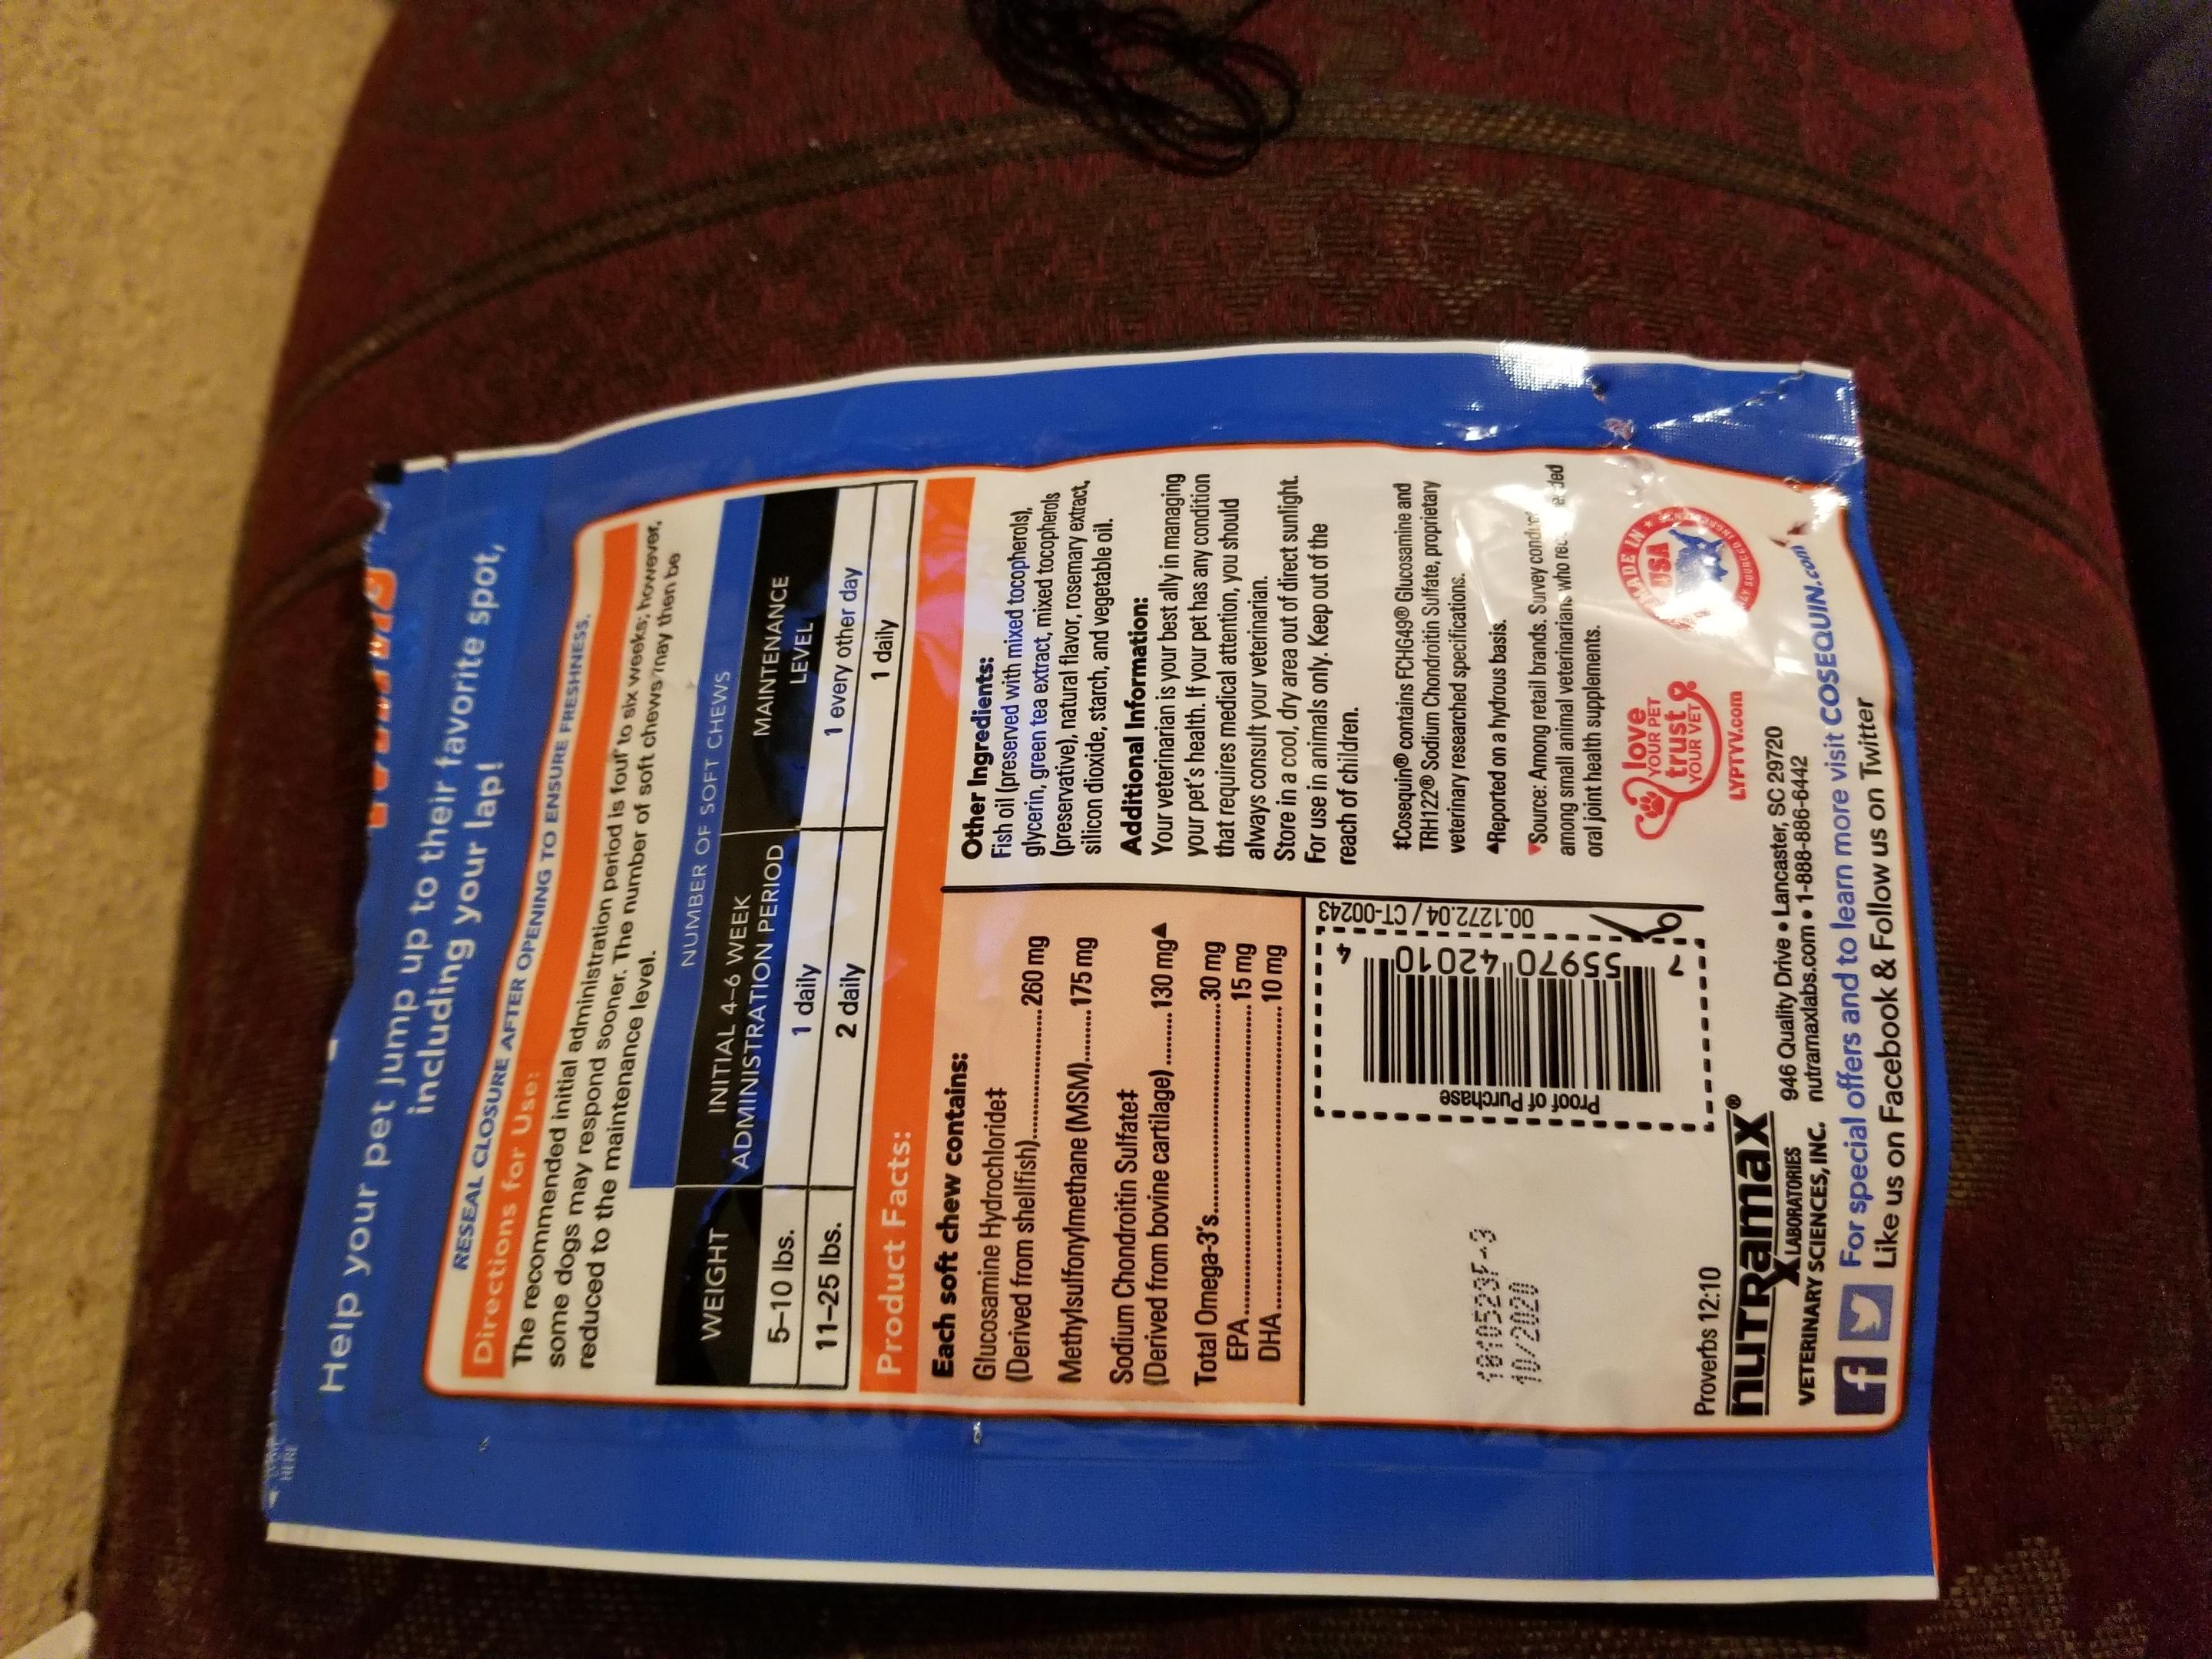 HERE
Help your pet jump up to their favorite spot,
including your lap!
RESEAL CLOSURE AFTER OPENING TO ENSURE FRESHNESS.
Directions for Use:
The recommended initial administration period is four to six weeks; however,
some dogs may respond sooner. The number of soft chews may then be
reduced to the maintenance level.
NUMBER OF SOFT CHEWS
WEIGHT INITIAL 4–6 WEEK ADMINISTRATION PERIOD MAINTENANCE LEVEL
5–10 lbs. 1 daily 1 every other day
11–25 lbs. 2 daily 1 daily
Product Facts:
Each soft chew contains:
Glucosamine Hydrochloride‡
(Derived from shellfish)..........260 mg
Methylsulfonylmethane (MSM)........175 mg
Sodium Chondroitin Sulfate‡
(Derived from bovine cartilage)........130 mg▲
Total Omega-3's..........30 mg
EPA..........15 mg
DHA..........10 mg
Other Ingredients:
Fish oil (preserved with mixed tocopherols),
glycerin, green tea extract, mixed tocopherols
(preservative), natural flavor, rosemary extract,
silicon dioxide, starch, and vegetable oil.
Additional Information:
Your veterinarian is your best ally in managing
your pet's health. If your pet has any condition
that requires medical attention, you should
always consult your veterinarian.
Store in a cool, dry area out of direct sunlight.
For use in animals only. Keep out of the
reach of children.
‡Cosequin® contains FCHG49® Glucosamine and
TRH122® Sodium Chondroitin Sulfate, proprietary
veterinary researched specifications.
▲Reported on a hydrous basis.
▼Source: Among retail brands. Survey
among small animal veterinarians who
oral joint health supplements.
Proof of Purchase
7 55970 42010 4
00.1272.04 / CT-00243
10/2020
love
YOUR PET
trust
YOUR VET
LYPTYV.com
MADE IN
USA
Proverbs 12:10
nutramax®
LABORATORIES
VETERINARY SCIENCES, INC.
946 Quality Drive • Lancaster, SC 29720
nutramaxlabs.com • 1-888-886-6442
For special offers and to learn more visit COSEQUIN.com
Like us on Facebook & Follow us on Twitter